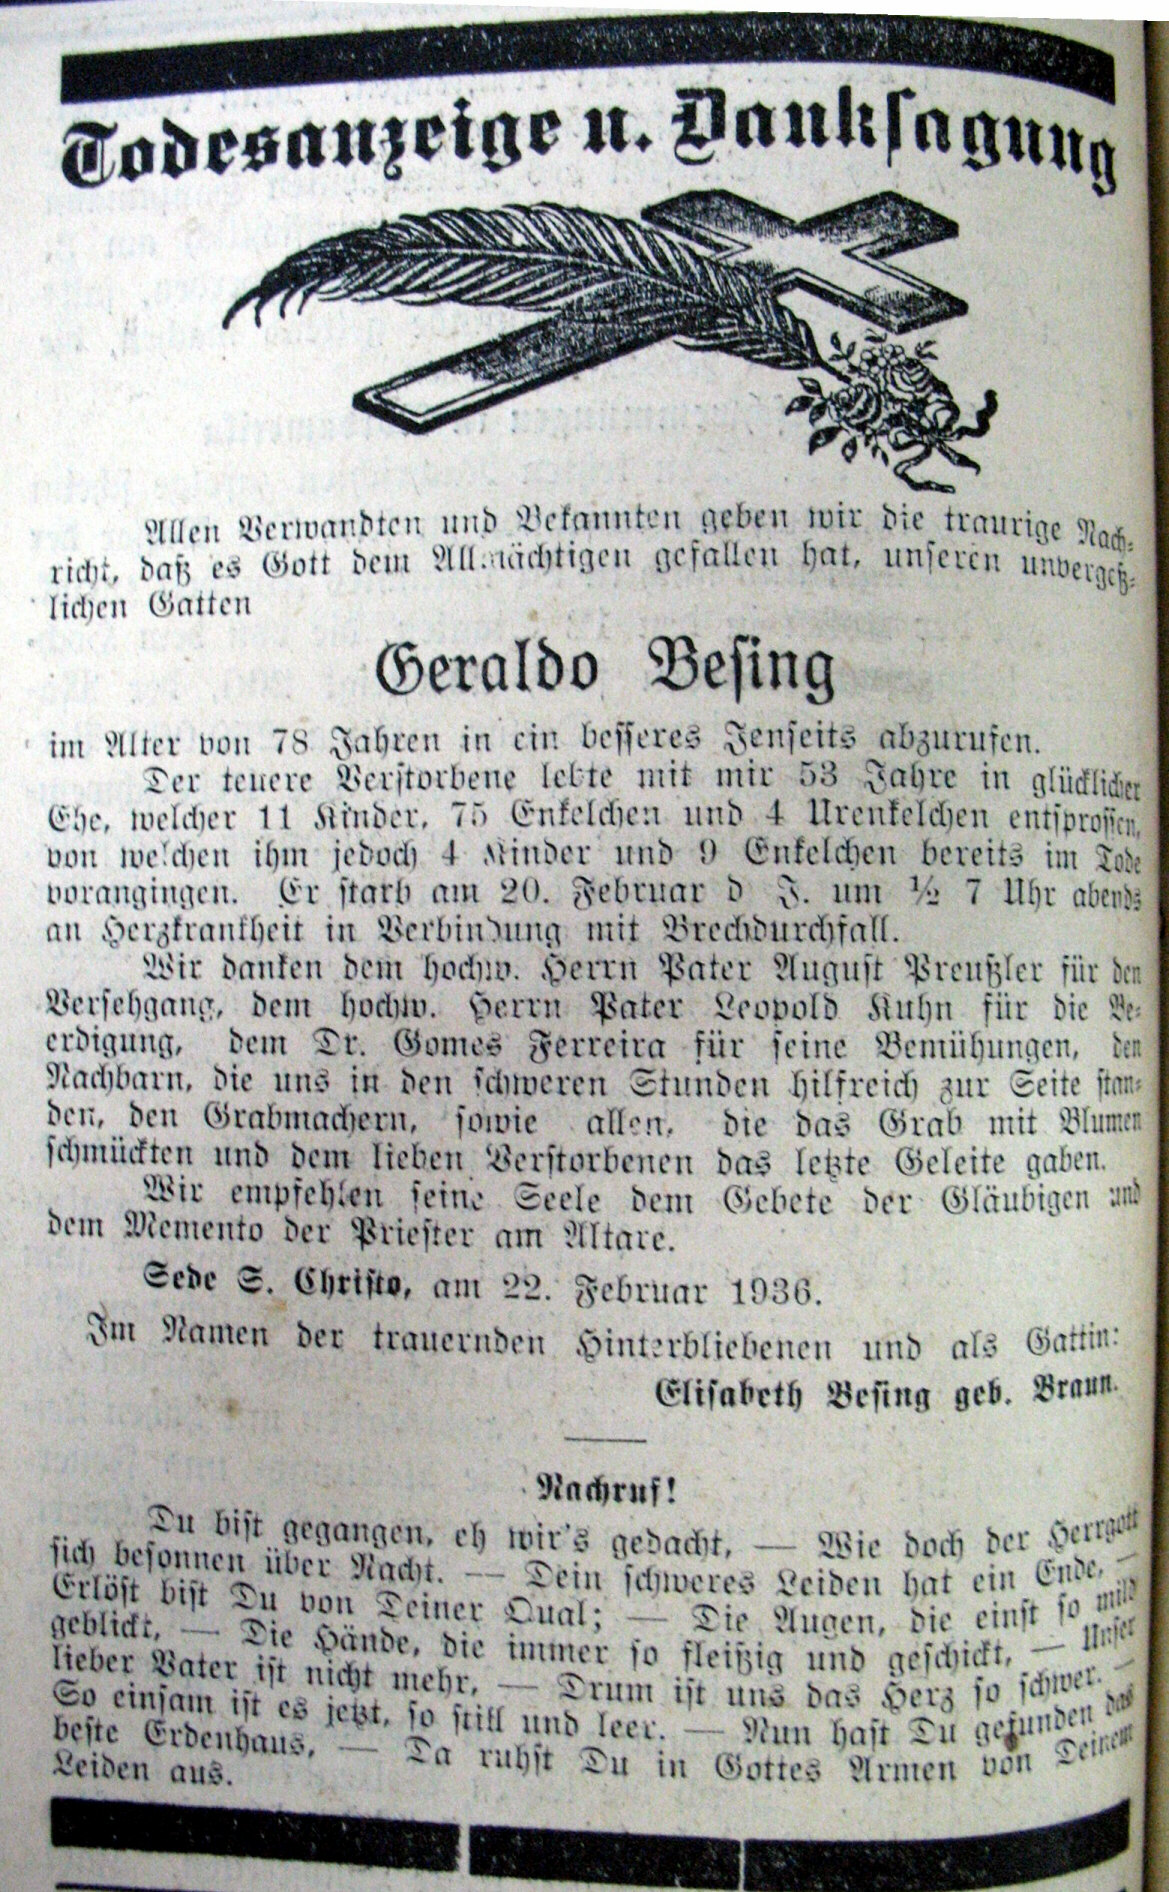 Todesanzeige u. Danksagung
Allen Verwandten und Bekannten geben wir die traurige Nach-
richt, daß es Gott dem Allmächtigen gefallen hat, unseren unvergeß-
lichen Gatten
Geraldo Besing
im Alter von 78 Jahren in ein besseres Jenseits abzurufen.
Der teuere Verstorbene lebte mit mir 53 Jahre in glücklicher
Ehe, welcher 11 Kinder, 75 Enkelchen und 4 Urenkelchen entsprossen,
von welchen ihm jedoch 4 Kinder und 9 Enkelchen bereits im Tode
vorangingen. Er starb am 20. Februar d J. um ½ 7 Uhr abends
an Herzkrankheit in Verbindung mit Brechdurchfall.
Wir danken dem hochw. Herrn Pater August Preußler für den
Versehgang, dem hochw. Herrn Pater Leopold Kuhn für die Be-
erdigung, dem Dr. Gomes Ferreira für seine Bemühungen, den
Nachbarn, die uns in den schweren Stunden hilfreich zur Seite stan-
den, den Grabmachern, sowie allen, die das Grab mit Blumen
schmückten und dem lieben Verstorbenen das letzte Geleite gaben.
Wir empfehlen seine Seele dem Gebete der Gläubigen und
dem Memento der Priester am Altare.
Sede S. Christo, am 22. Februar 1936.
Im Namen der trauernden Hinterbliebenen und als Gattin:
Elisabeth Besing geb. Braun.
Nachruf!
Du bist gegangen, eh wir's gedacht, — Wie doch der Herrgott
sich besonnen über Nacht. — Dein schweres Leiden hat ein Ende, —
Erlöst bist Du von Deiner Qual; — Die Augen, die einst so mild
geblickt, — Die Hände, die immer so fleißig und geschickt, — Unser
lieber Vater ist nicht mehr, — Drum ist uns das Herz so schwer. —
So einsam ist es jetzt, so still und leer. — Nun hast Du gefunden das
beste Erdenhaus, — Da ruhst Du in Gottes Armen von Deinem
Leiden aus.